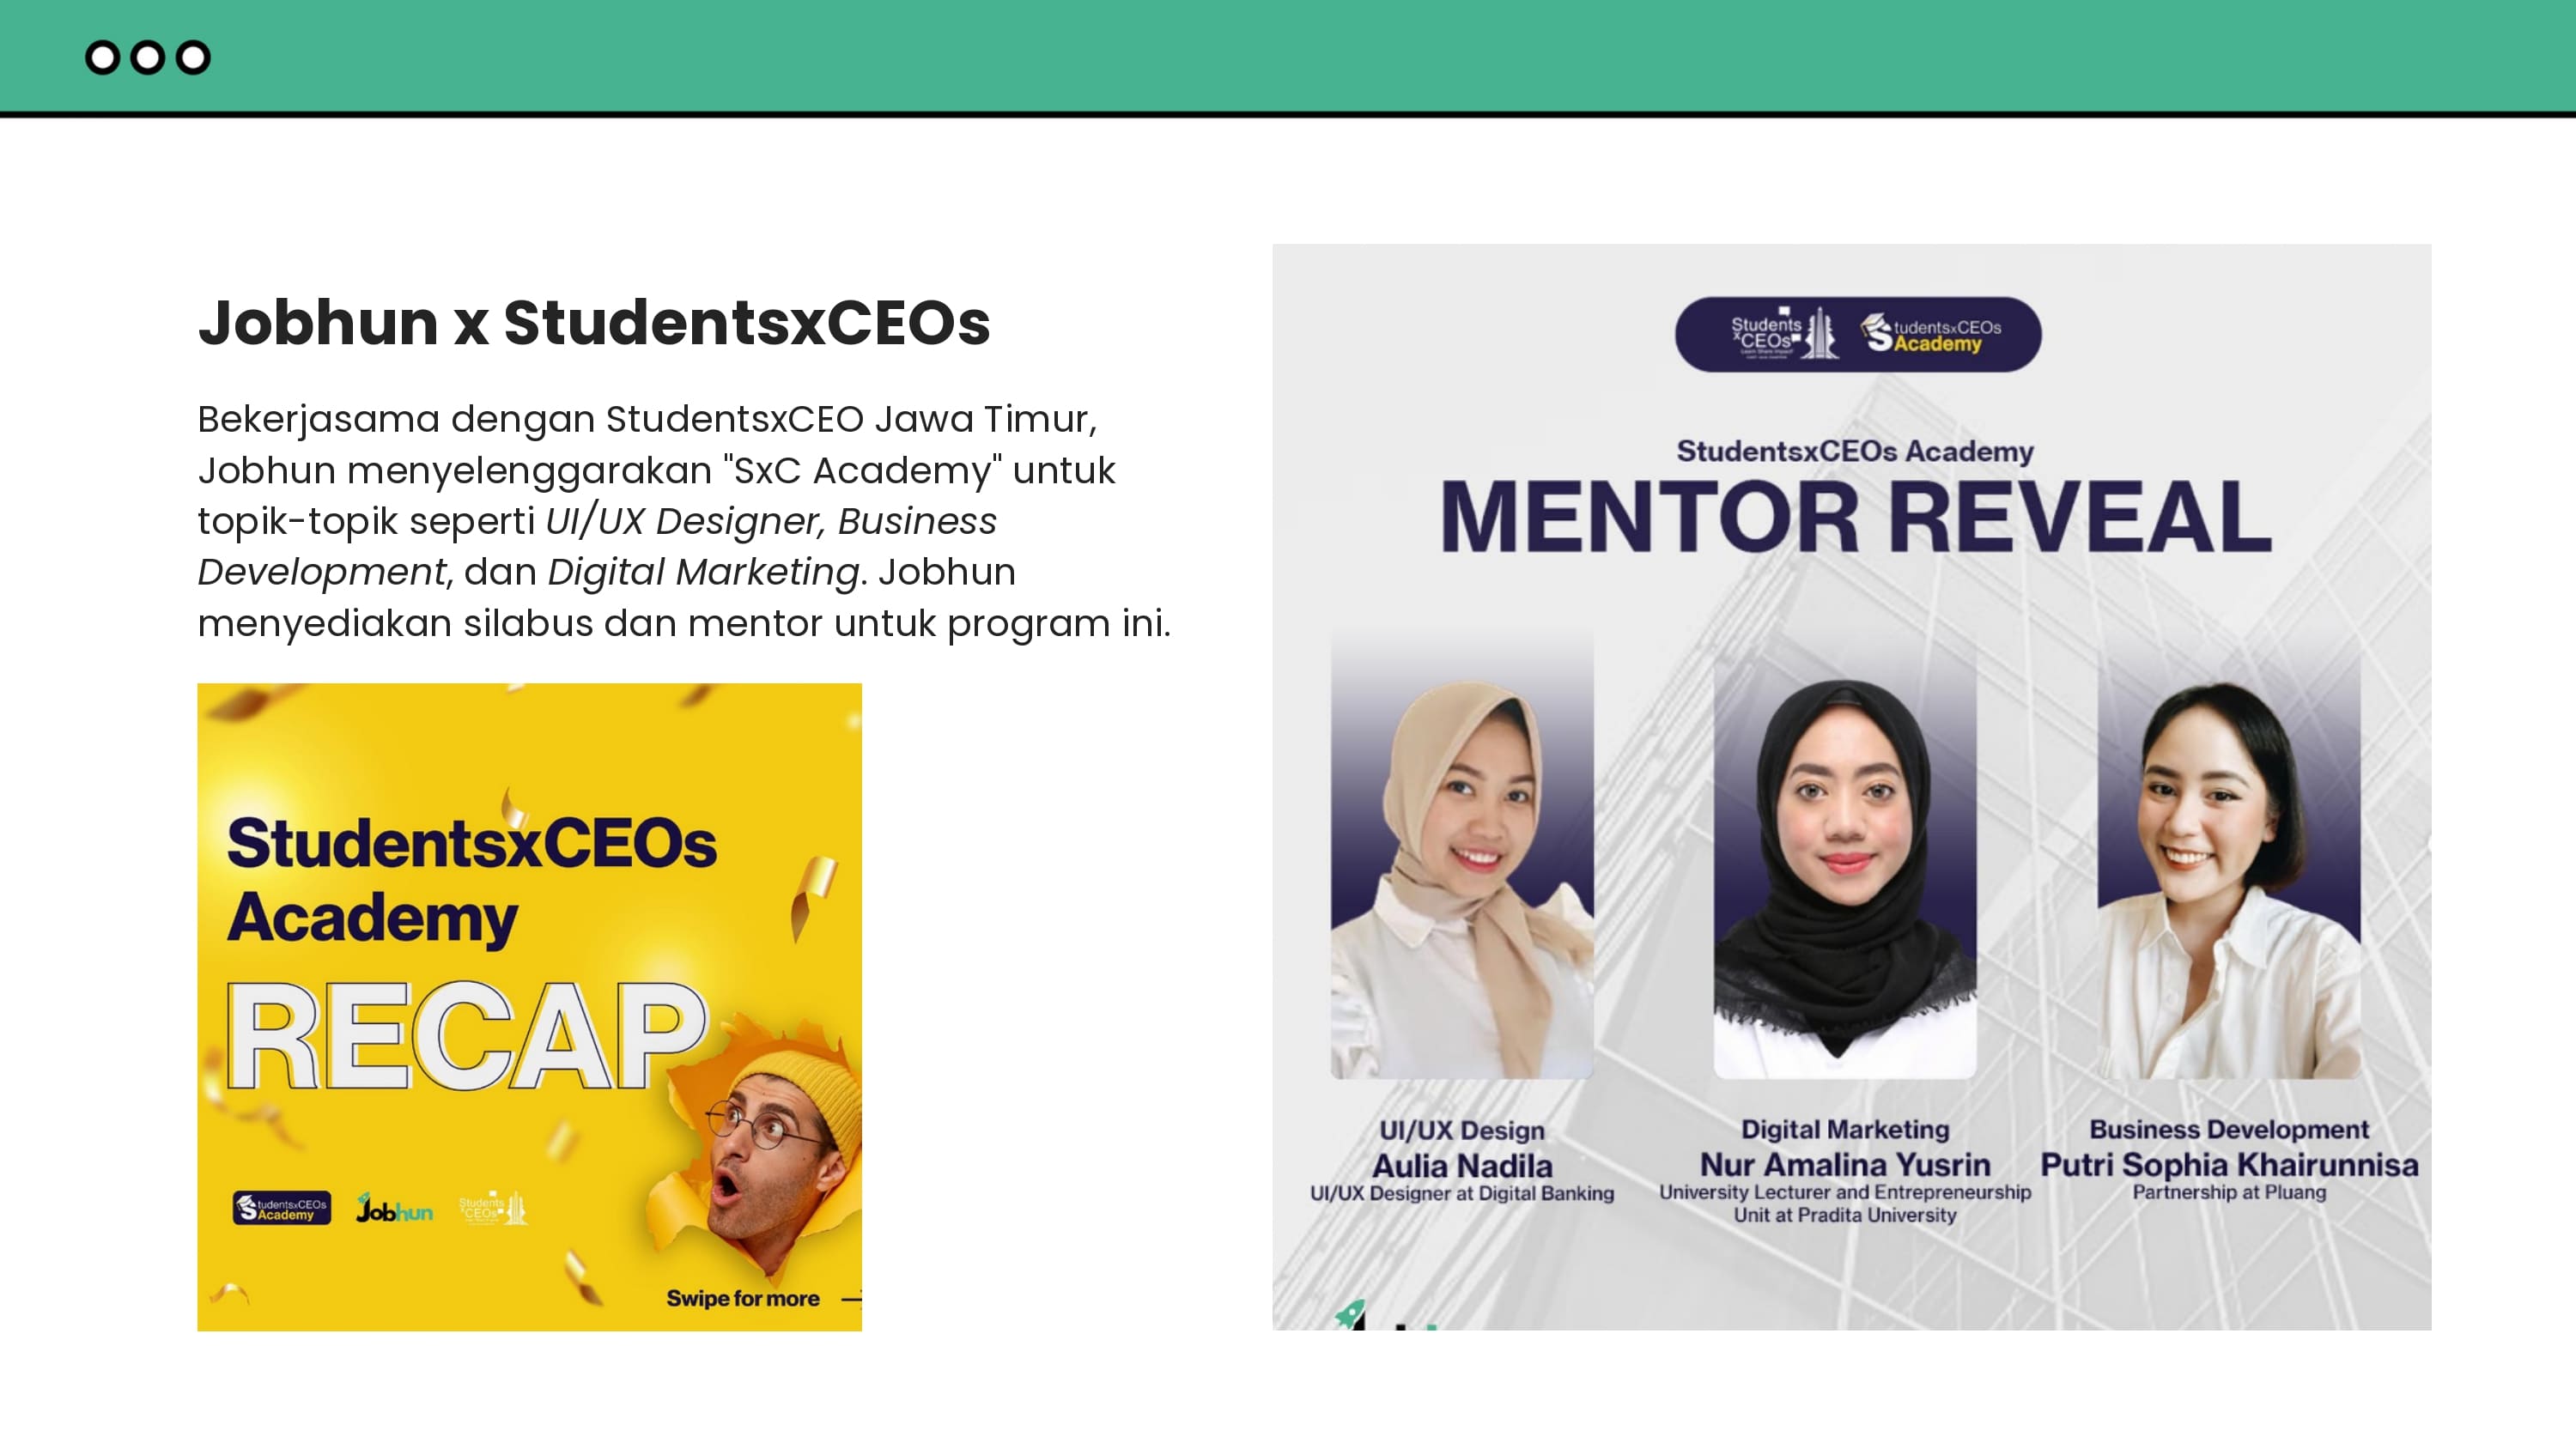 Jobhun x StudentsxCEOs
Bekerjasama dengan StudentsxCEO Jawa Timur,
Jobhun menyelenggarakan "SxC Academy" untuk
topik-topik seperti UI/UX Designer, Business
Development, dan Digital Marketing. Jobhun
menyediakan silabus dan mentor untuk program ini.
StudentsxCEOs
Academy
RECAP
StudentsxCEOs
Academy
Jobhun
Students
xCEOs
Swipe for more
Students
xCEOs
StudentsxCEOs
Academy
StudentsxCEOs Academy
MENTOR REVEAL
UI/UX Design
Aulia Nadila
UI/UX Designer at Digital Banking
Digital Marketing
Nur Amalina Yusrin
University Lecturer and Entrepreneurship
Unit at Pradita University
Business Development
Putri Sophia Khairunnisa
Partnership at Pluang